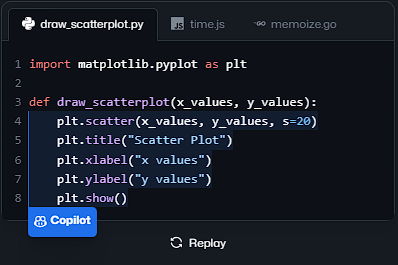 draw_scatterplot.py
time.js
memoize.go
1 import matplotlib.pyplot as plt
2
3 def draw_scatterplot(x_values, y_values):
4     plt.scatter(x_values, y_values, s=20)
5     plt.title("Scatter Plot")
6     plt.xlabel("x values")
7     plt.ylabel("y values")
8     plt.show()
Copilot
Replay